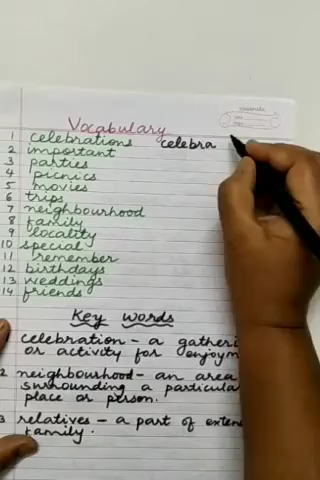 Vocabulary
1 celebrations celebra
2 important
3 parties
4 picnics
5 movies
6 trips
7 neighbourhood
8 family
9 locality
10 special
11 remember
12 birthdays
13 weddings
14 friends
Key words
celebration - a gatheri
or activity for enjoym
2 neighbourhood - an area
surrounding a particula
place or person.
3 relatives - a part of exten
family.